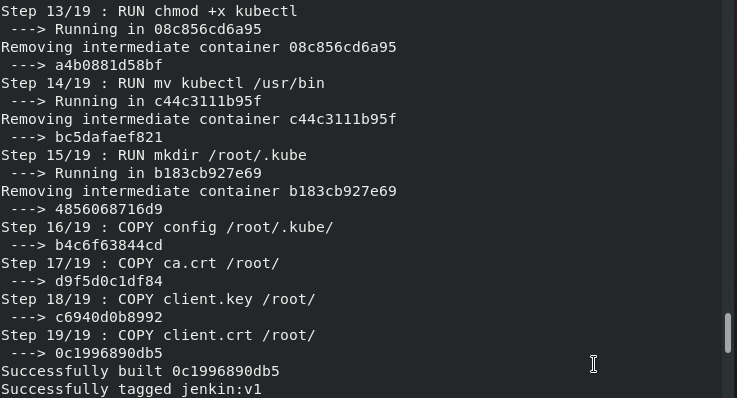 Step 13/19 : RUN chmod +x kubectl
 ---> Running in 08c856cd6a95
Removing intermediate container 08c856cd6a95
 ---> a4b0881d58bf
Step 14/19 : RUN mv kubectl /usr/bin
 ---> Running in c44c3111b95f
Removing intermediate container c44c3111b95f
 ---> bc5dafaef821
Step 15/19 : RUN mkdir /root/.kube
 ---> Running in b183cb927e69
Removing intermediate container b183cb927e69
 ---> 4856068716d9
Step 16/19 : COPY config /root/.kube/
 ---> b4c6f63844cd
Step 17/19 : COPY ca.crt /root/
 ---> d9f5d0c1df84
Step 18/19 : COPY client.key /root/
 ---> c6940d0b8992
Step 19/19 : COPY client.crt /root/
 ---> 0c1996890db5
Successfully built 0c1996890db5
Successfully tagged jenkin:v1